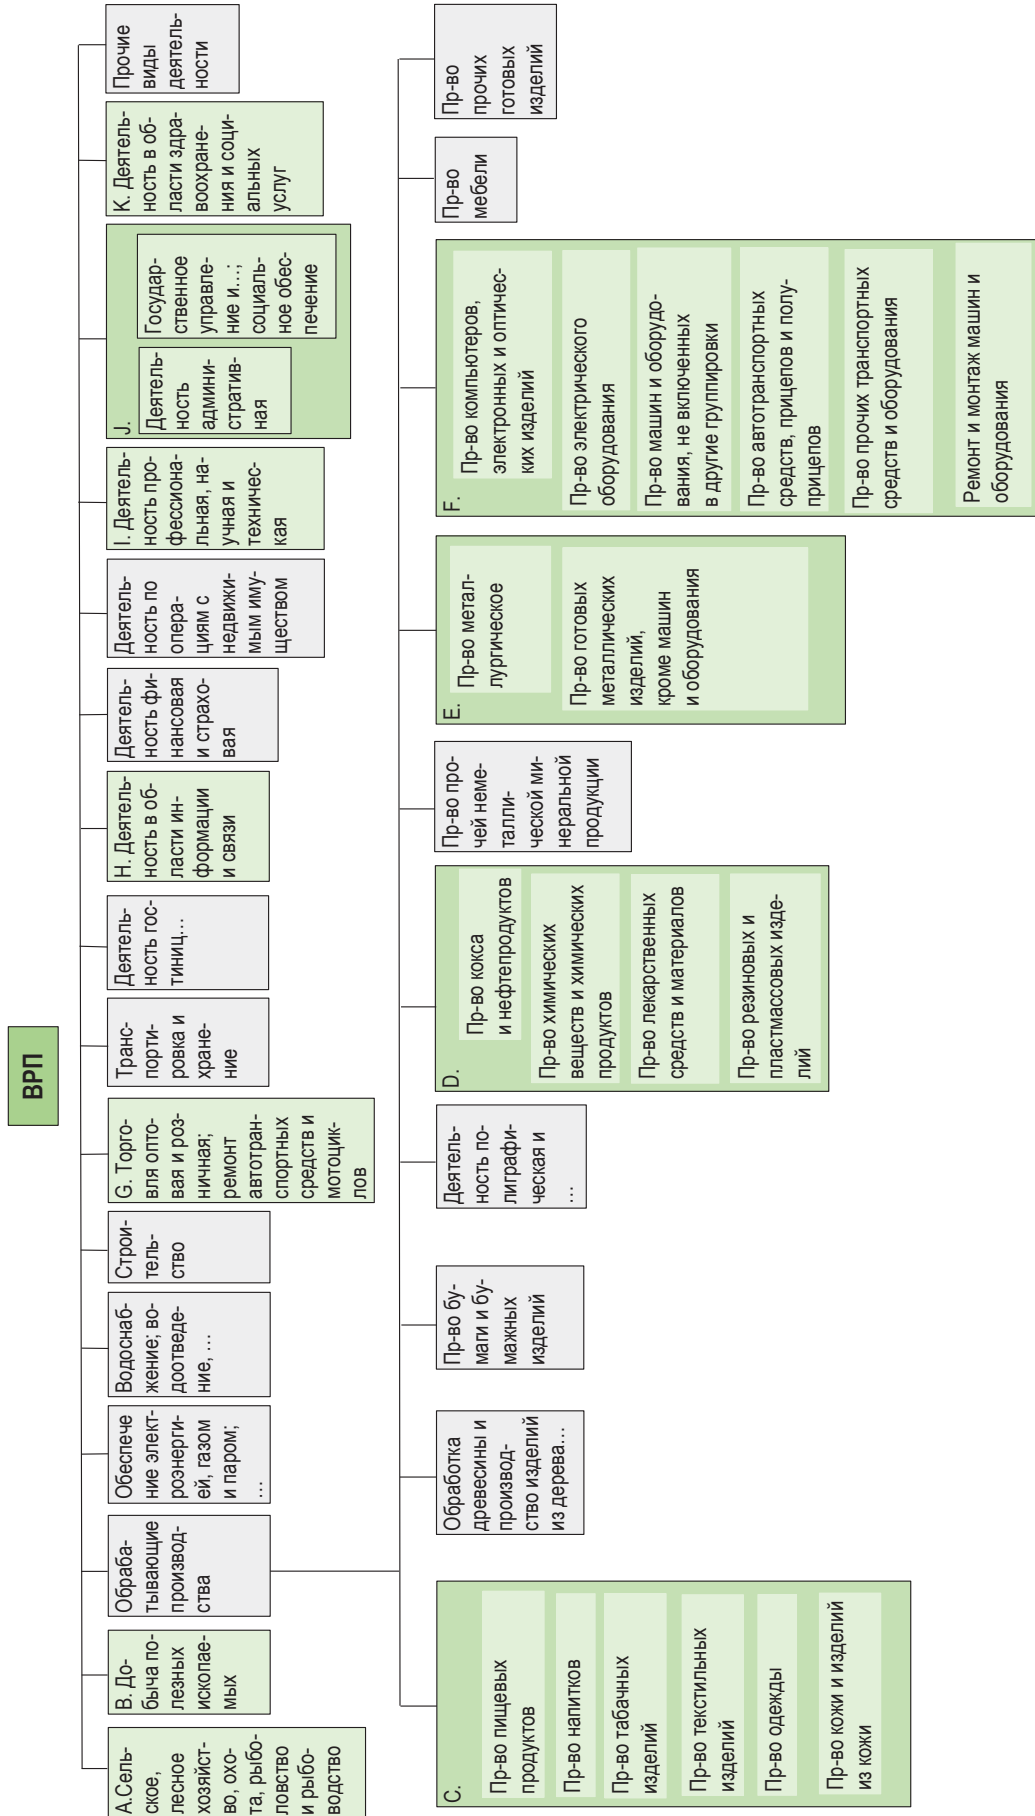 ВРП
А.Сель-
ское,
лесное
хозяйст-
во, охо-
та, рыбо-
ловство
и рыбо-
водство
В. До-
быча по-
лезных
ископае-
мых
Обраба-
тывающие
производ-
ства
Обеспече
ние элект-
роэнерги-
ей, газом
и паром;
…
Водоснаб-
жение; во-
доотведе-
ние, …
Строи-
тель-
ство
G. Торго-
вля опто-
вая и роз-
ничная;
ремонт
автотран-
спортных
средств и
мотоцик-
лов
Транс-
порти-
ровка и
хране-
ние
Деятель-
ность гос-
тиниц…
Н. Деятель-
ность в об-
ласти ин-
формации
и связи
Деятель-
ность фи-
нансовая
и страхо-
вая
Деятель-
ность по
опера-
циям с
недвижи-
мым иму-
ществом
I. Деятель-
ность про-
фессиона-
льная, на-
учная и
техничес-
кая
J.
Деятель-
ность
админи-
стратив-
ная
Государ-
ственное
управле-
ние и…;
социаль-
ное обес-
печение
К. Деятель-
ность в об-
ласти здра-
воохране-
ния и соци-
альных
услуг
Прочие
виды
деятель-
ности
С.
Пр-во пищевых
продуктов
Пр-во напитков
Пр-во табачных
изделий
Пр-во текстильных
изделий
Пр-во одежды
Пр-во кожи и изделий
из кожи
Обработка
древесины и
производ-
ство изделий
из дерева…
Пр-во бу-
маги и бу-
мажных
изделий
Деятель-
ность по-
лиграфи-
ческая и
…
D.
Пр-во кокса
и нефтепродуктов
Пр-во химических
веществ и химических
продуктов
Пр-во лекарственных
средств и материалов
Пр-во резиновых и
пластмассовых изде-
лий
Пр-во про-
чей неме-
талли-
ческой ми-
неральной
продукции
Е.
Пр-во метал-
лургическое
Пр-во готовых
металлических
изделий,
кроме машин
и оборудования
F.
Пр-во компьютеров,
электронных и оптичес-
ких изделий
Пр-во электрического
оборудования
Пр-во машин и оборудо-
вания, не включенных
в другие группировки
Пр-во автотранспортных
средств, прицепов и полу-
прицепов
Пр-во прочих транспортных
средств и оборудования
Ремонт и монтаж машин и
оборудования
Пр-во
мебели
Пр-во
прочих
готовых
изделий